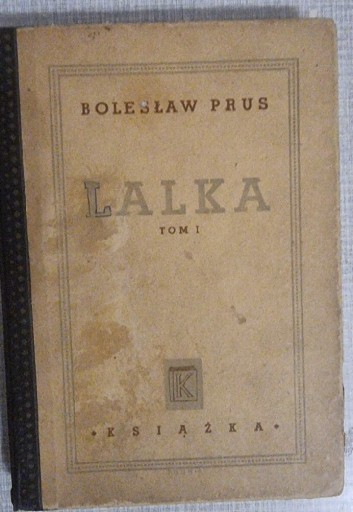 BOLESŁAW PRUS
LALKA
TOM I
K
• KSIĄŻKA •